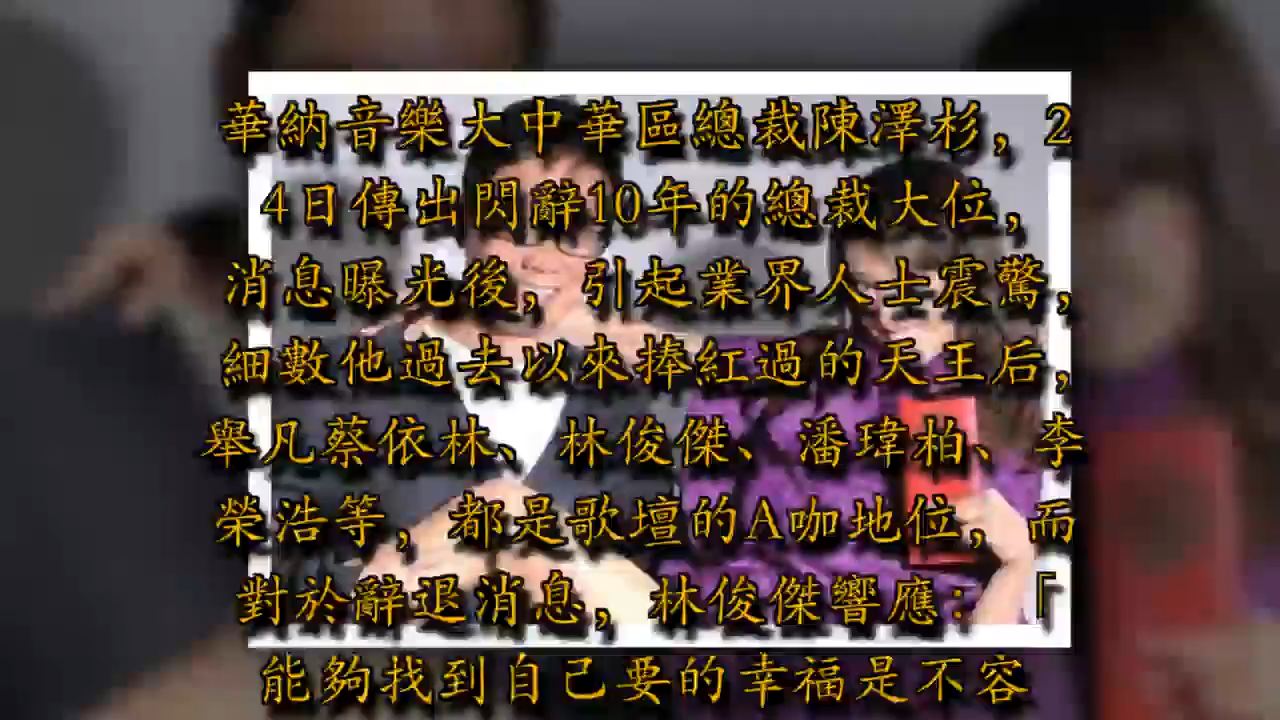 華納音樂大中華區總裁陳澤杉，2
4日傳出閃辭10年的總裁大位，
消息曝光後，引起業界人士震驚，
細數他過去以來捧紅過的天王后，
舉凡蔡依林、林俊傑、潘瑋柏、李
榮浩等，都是歌壇的A咖地位，而
對於辭退消息，林俊傑響應：「
能夠找到自己要的幸福是不容